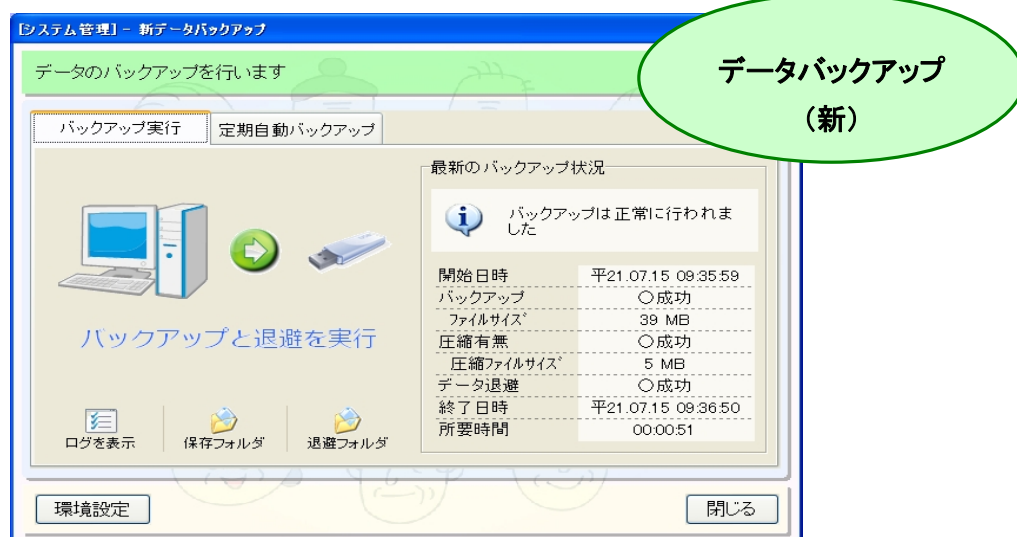 [システム管理] - 新データバックアップ
データのバックアップを行います
データバックアップ
（新）
バックアップ実行
定期自動バックアップ
最新のバックアップ状況
バックアップは正常に行われま
した
開始日時 平21.07.15 09:35:59
バックアップ ○成功
ファイルサイズ 39 MB
圧縮有無 ○成功
圧縮ファイルサイズ 5 MB
データ退避 ○成功
終了日時 平21.07.15 09:36:50
所要時間 00:00:51
バックアップと退避を実行
ログを表示
保存フォルダ
退避フォルダ
環境設定
閉じる